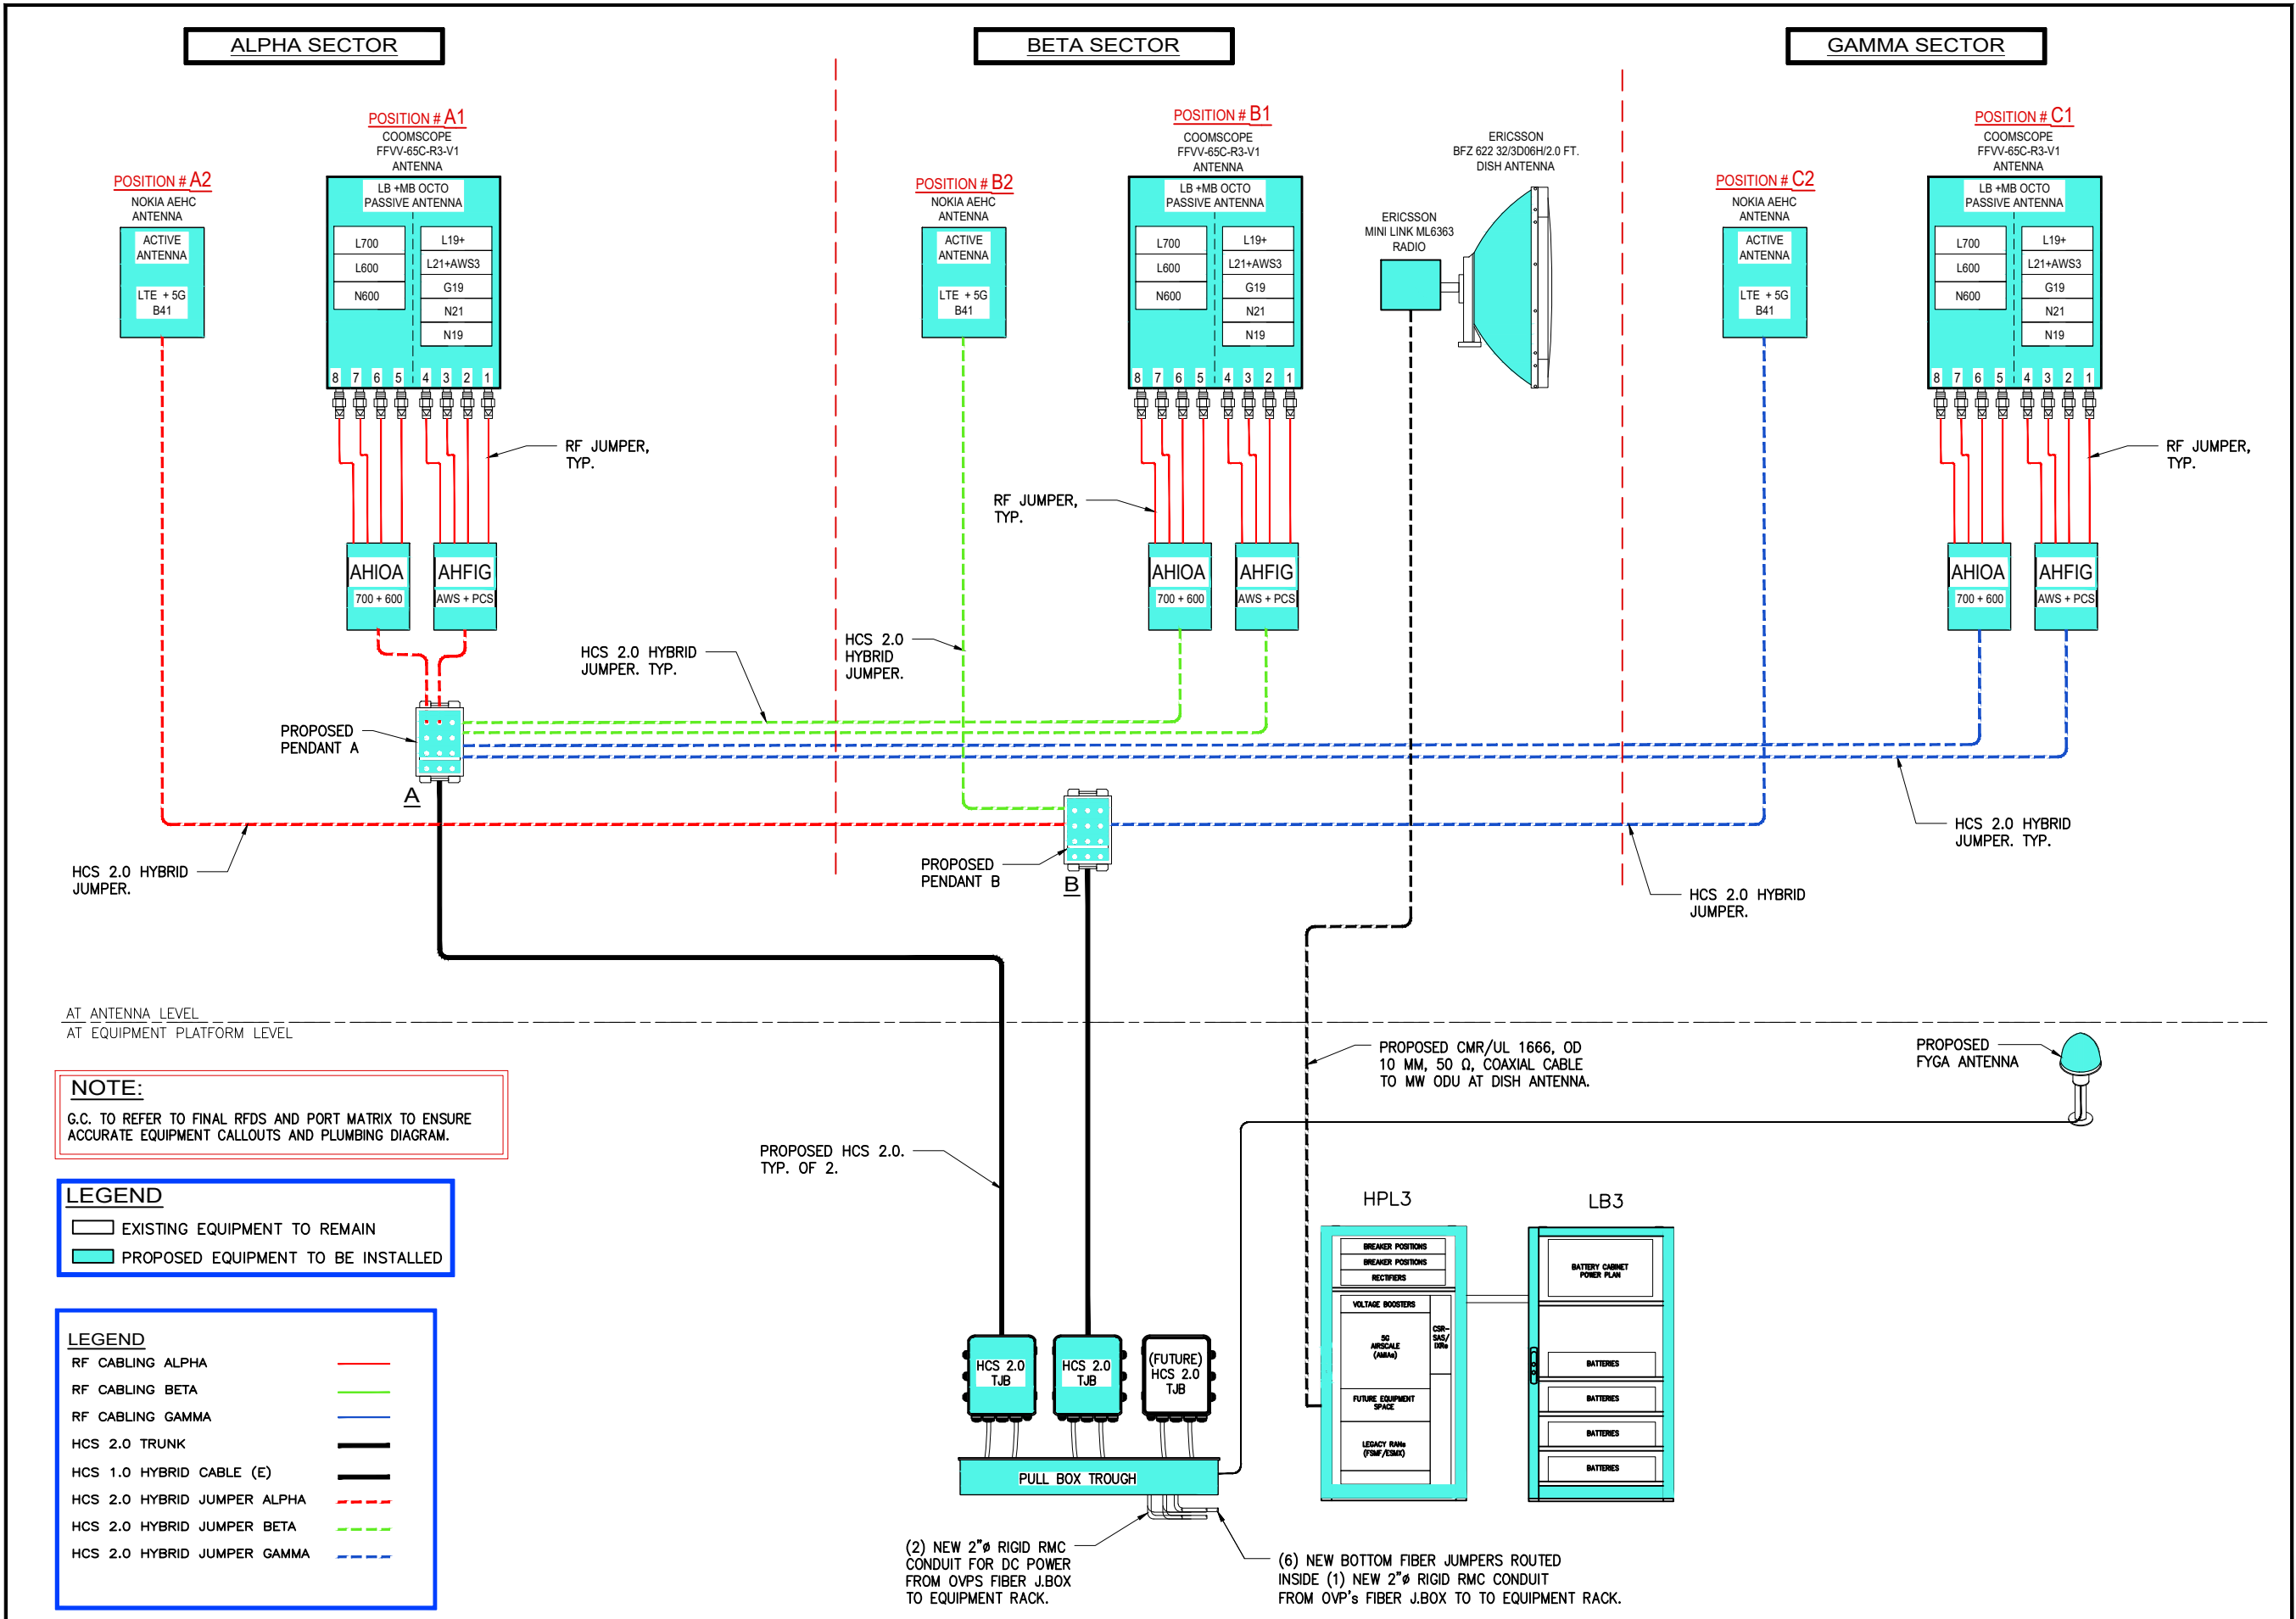 ALPHA SECTOR
BETA SECTOR
GAMMA SECTOR
POSITION # A1
COOMSCOPE
FFVV-65C-R3-V1
ANTENNA
POSITION # A2
NOKIA AEHC
ANTENNA
ACTIVE
ANTENNA
LTE + 5G
B41
LB +MB OCTO
PASSIVE ANTENNA
L700
L600
N600
L19+
L21+AWS3
G19
N21
N19
8 7 6 5 4 3 2 1
RF JUMPER,
TYP.
AHIOA
700 + 600
AHFIG
AWS + PCS
PROPOSED
PENDANT A
A
HCS 2.0 HYBRID
JUMPER.
HCS 2.0 HYBRID
JUMPER. TYP.
POSITION # B1
COOMSCOPE
FFVV-65C-R3-V1
ANTENNA
POSITION # B2
NOKIA AEHC
ANTENNA
ACTIVE
ANTENNA
LTE + 5G
B41
LB +MB OCTO
PASSIVE ANTENNA
L700
L600
N600
L19+
L21+AWS3
G19
N21
N19
8 7 6 5 4 3 2 1
RF JUMPER,
TYP.
AHIOA
700 + 600
AHFIG
AWS + PCS
HCS 2.0
HYBRID
JUMPER.
PROPOSED
PENDANT B
B
ERICSSON
BFZ 622 32/3D06H/2.0 FT.
DISH ANTENNA
ERICSSON
MINI LINK ML6363
RADIO
POSITION # C1
COOMSCOPE
FFVV-65C-R3-V1
ANTENNA
POSITION # C2
NOKIA AEHC
ANTENNA
ACTIVE
ANTENNA
LTE + 5G
B41
LB +MB OCTO
PASSIVE ANTENNA
L700
L600
N600
L19+
L21+AWS3
G19
N21
N19
8 7 6 5 4 3 2 1
RF JUMPER,
TYP.
AHIOA
700 + 600
AHFIG
AWS + PCS
HCS 2.0 HYBRID
JUMPER. TYP.
HCS 2.0 HYBRID
JUMPER.
AT ANTENNA LEVEL
AT EQUIPMENT PLATFORM LEVEL
NOTE:
G.C. TO REFER TO FINAL RFDS AND PORT MATRIX TO ENSURE
ACCURATE EQUIPMENT CALLOUTS AND PLUMBING DIAGRAM.
LEGEND
EXISTING EQUIPMENT TO REMAIN
PROPOSED EQUIPMENT TO BE INSTALLED
LEGEND
RF CABLING ALPHA
RF CABLING BETA
RF CABLING GAMMA
HCS 2.0 TRUNK
HCS 1.0 HYBRID CABLE (E)
HCS 2.0 HYBRID JUMPER ALPHA
HCS 2.0 HYBRID JUMPER BETA
HCS 2.0 HYBRID JUMPER GAMMA
PROPOSED HCS 2.0.
TYP. OF 2.
PROPOSED CMR/UL 1666, OD
10 MM, 50 Ω, COAXIAL CABLE
TO MW ODU AT DISH ANTENNA.
PROPOSED
FYGA ANTENNA
HCS 2.0
TJB
HCS 2.0
TJB
(FUTURE)
HCS 2.0
TJB
PULL BOX TROUGH
(2) NEW 2"ø RIGID RMC
CONDUIT FOR DC POWER
FROM OVPS FIBER J.BOX
TO EQUIPMENT RACK.
(6) NEW BOTTOM FIBER JUMPERS ROUTED
INSIDE (1) NEW 2"ø RIGID RMC CONDUIT
FROM OVP's FIBER J.BOX TO TO EQUIPMENT RACK.
HPL3
BREAKER POSITIONS
BREAKER POSITIONS
RECTIFIERS
VOLTAGE BOOSTERS
5G
AIRSCALE
(AMIAs)
CSR-
SAS/
IXRe
FUTURE EQUIPMENT
SPACE
LEGACY RANs
(FSMF/ESMX)
LB3
BATTERY CABINET
POWER PLAN
BATTERIES
BATTERIES
BATTERIES
BATTERIES